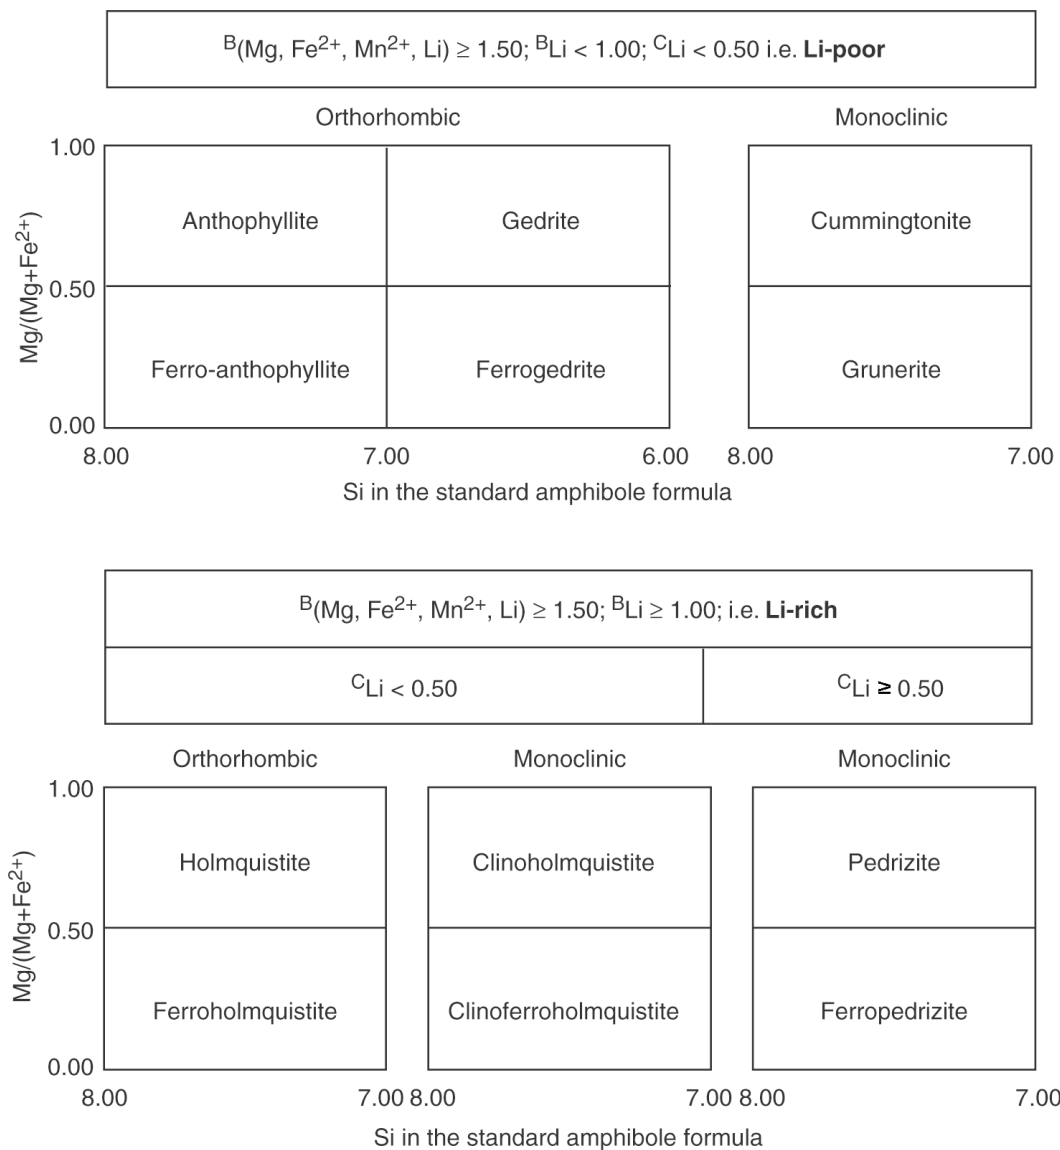 ᴮ(Mg, Fe²⁺, Mn²⁺, Li) ≥ 1.50; ᴮLi < 1.00; ᶜLi < 0.50 i.e. Li-poor
Orthorhombic Monoclinic
1.00
Anthophyllite Gedrite Cummingtonite
Mg/(Mg+Fe²⁺)
0.50
Ferro-anthophyllite Ferrogedrite Grunerite
0.00
8.00 7.00 6.00 8.00 7.00
Si in the standard amphibole formula
ᴮ(Mg, Fe²⁺, Mn²⁺, Li) ≥ 1.50; ᴮLi ≥ 1.00; i.e. Li-rich
ᶜLi < 0.50 ᶜLi ≥ 0.50
Orthorhombic Monoclinic Monoclinic
1.00
Holmquistite Clinoholmquistite Pedrizite
Mg/(Mg+Fe²⁺)
0.50
Ferroholmquistite Clinoferroholmquistite Ferropedrizite
0.00
8.00 7.00 8.00 7.00 8.00 7.00
Si in the standard amphibole formula